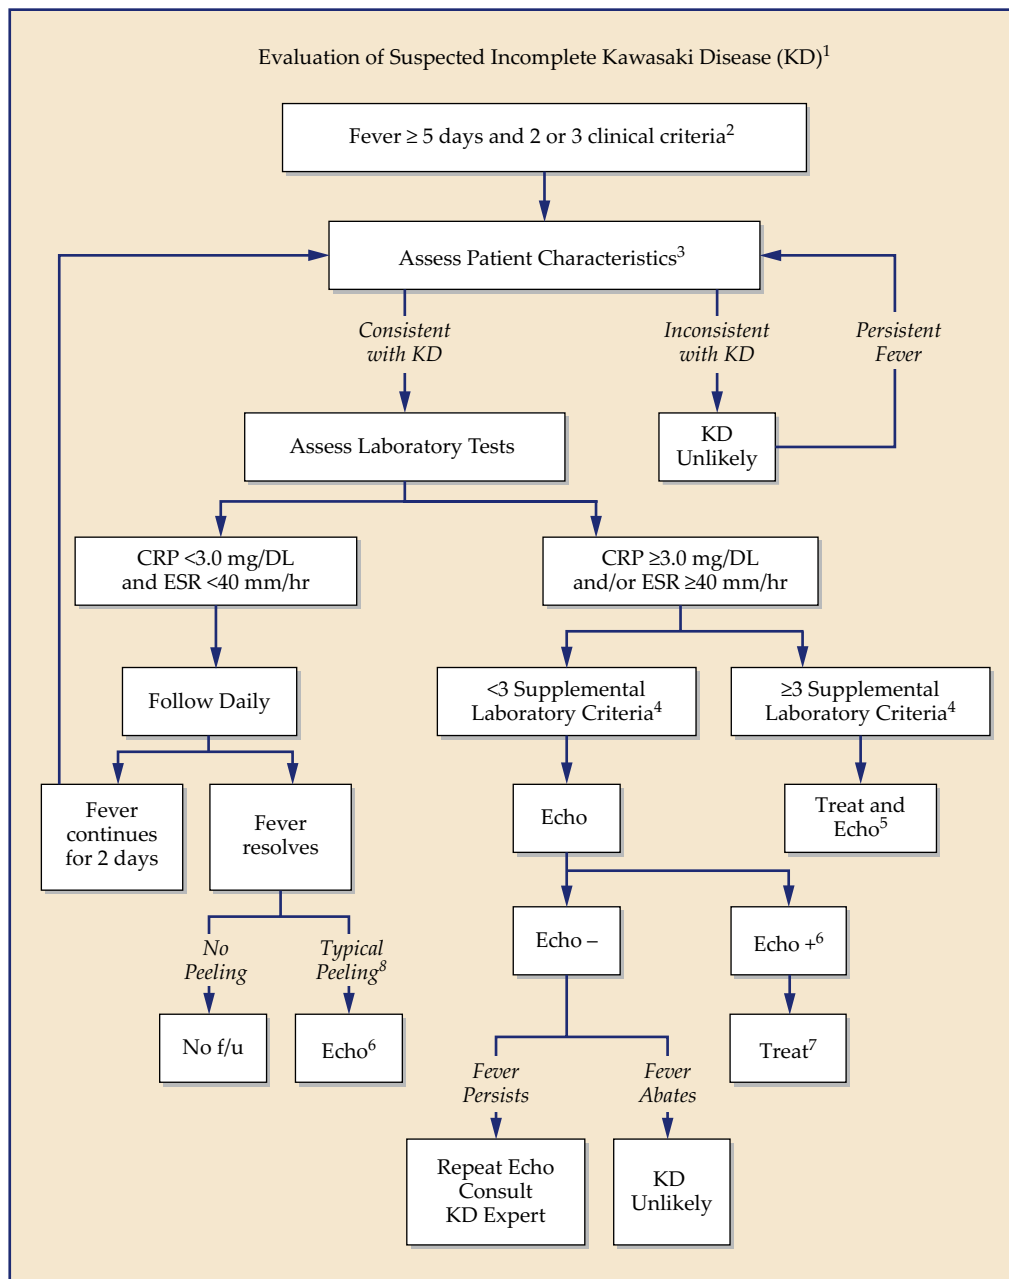 Evaluation of Suspected Incomplete Kawasaki Disease (KD)¹
Fever ≥ 5 days and 2 or 3 clinical criteria²
Assess Patient Characteristics³
Consistent
with KD
Inconsistent
with KD
Persistent
Fever
Assess Laboratory Tests
KD
Unlikely
CRP <3.0 mg/DL
and ESR <40 mm/hr
CRP ≥3.0 mg/DL
and/or ESR ≥40 mm/hr
Follow Daily
<3 Supplemental
Laboratory Criteria⁴
≥3 Supplemental
Laboratory Criteria⁴
Fever
continues
for 2 days
Fever
resolves
Echo
Treat and
Echo⁵
No
Peeling
Typical
Peeling⁸
Echo –
Echo +⁶
No f/u
Echo⁶
Treat⁷
Fever
Persists
Fever
Abates
Repeat Echo
Consult
KD Expert
KD
Unlikely